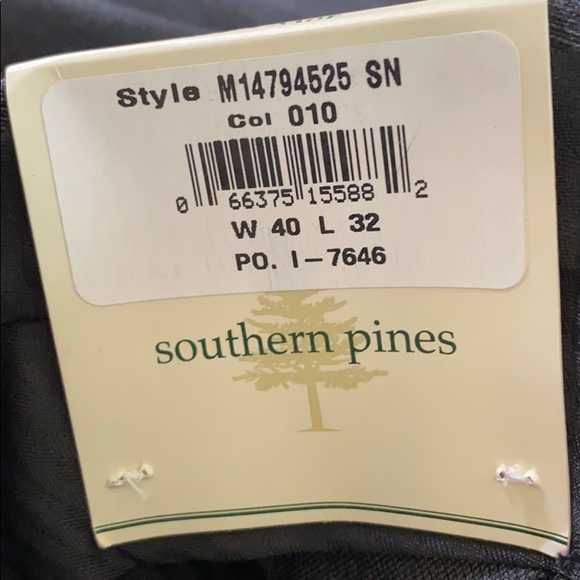 Style M14794525 SN
Col 010
0 66375 15588 2
W 40 L 32
PO. I-7646
southern pines